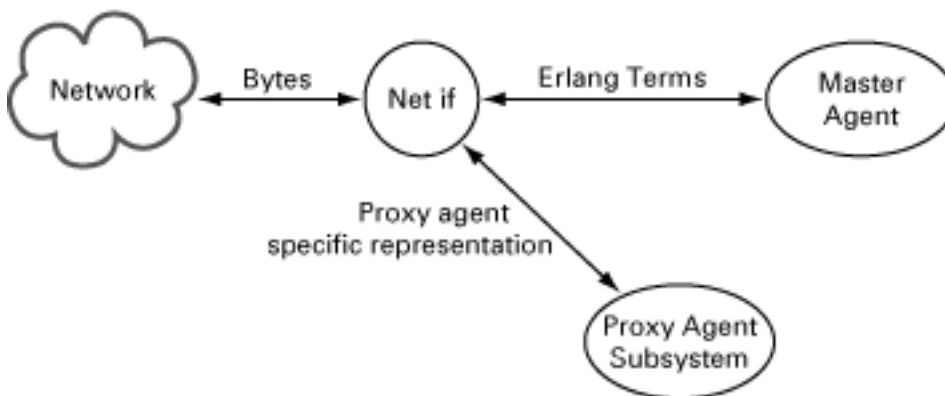 Network
Bytes
Net if
Erlang Terms
Master
Agent
Proxy agent
specific representation
Proxy Agent
Subsystem